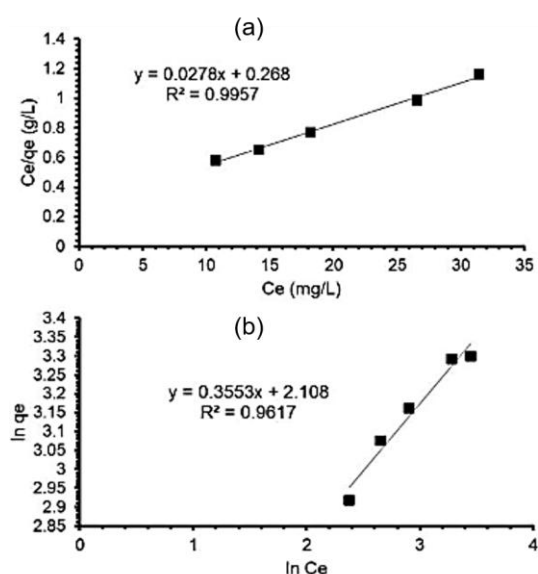 (a)
1.4
1.2
1
0.8
0.6
0.4
0.2
0
Ce/qe (g/L)
y = 0.0278x + 0.268
R² = 0.9957
0 5 10 15 20 25 30 35
Ce (mg/L)
(b)
3.4
3.35
3.3
3.25
3.2
3.15
3.1
3.05
3
2.95
2.9
2.85
ln qe
y = 0.3553x + 2.108
R² = 0.9617
0 1 2 3 4
ln Ce